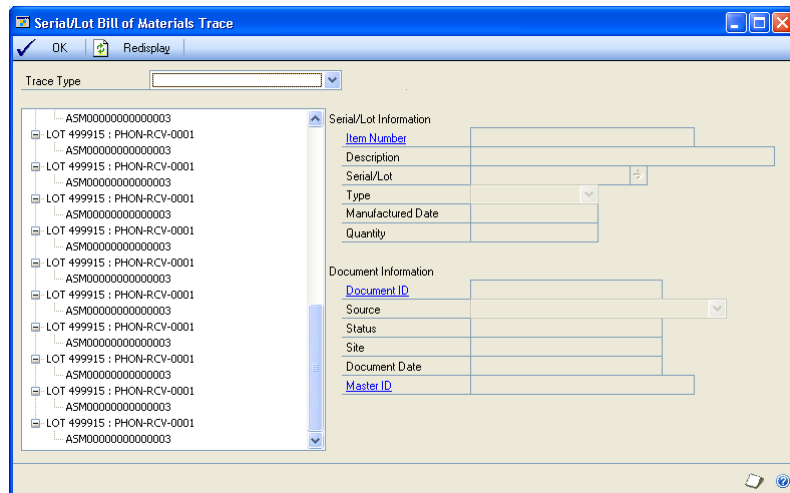 Serial/Lot Bill of Materials Trace
OK
Redisplay
Trace Type
ASM00000000000003
LOT 499915 : PHON-RCV-0001
ASM00000000000003
LOT 499915 : PHON-RCV-0001
ASM00000000000003
LOT 499915 : PHON-RCV-0001
ASM00000000000003
LOT 499915 : PHON-RCV-0001
ASM00000000000003
LOT 499915 : PHON-RCV-0001
ASM00000000000003
LOT 499915 : PHON-RCV-0001
ASM00000000000003
LOT 499915 : PHON-RCV-0001
ASM00000000000003
LOT 499915 : PHON-RCV-0001
ASM00000000000003
LOT 499915 : PHON-RCV-0001
ASM00000000000003
LOT 499915 : PHON-RCV-0001
ASM00000000000003
Serial/Lot Information
Item Number
Description
Serial/Lot
Type
Manufactured Date
Quantity
Document Information
Document ID
Source
Status
Site
Document Date
Master ID